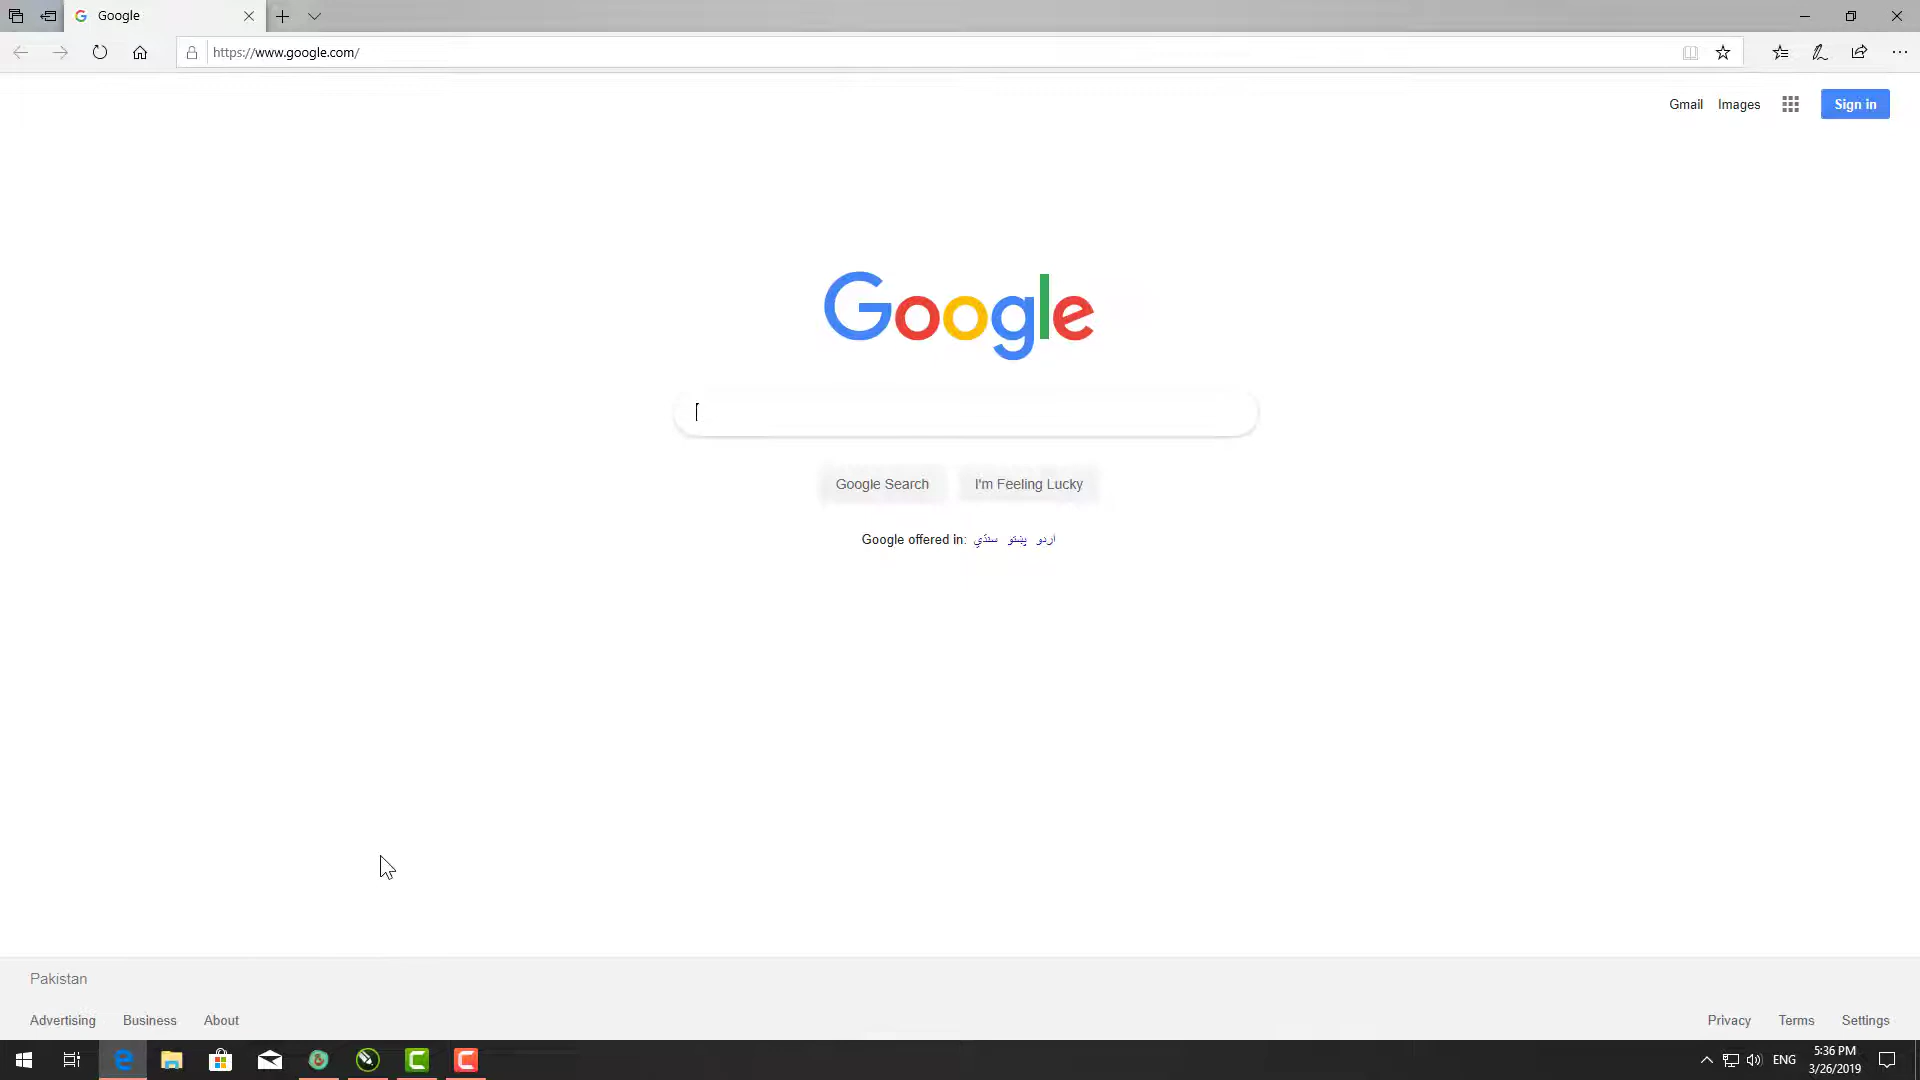 Google
https://www.google.com/
Gmail Images Sign in
Google
Google Search I'm Feeling Lucky
Google offered in: اردو پښتو سنڌي
Pakistan
Advertising Business About Privacy Terms Settings
ENG 5:36 PM
3/26/2019